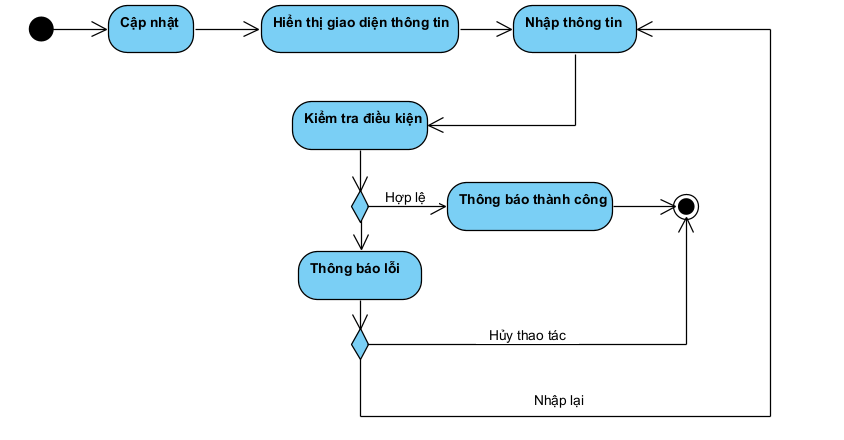 Cập nhật
Hiển thị giao diện thông tin
Nhập thông tin
Kiểm tra điều kiện
Hợp lệ
Thông báo thành công
Thông báo lỗi
Hủy thao tác
Nhập lại